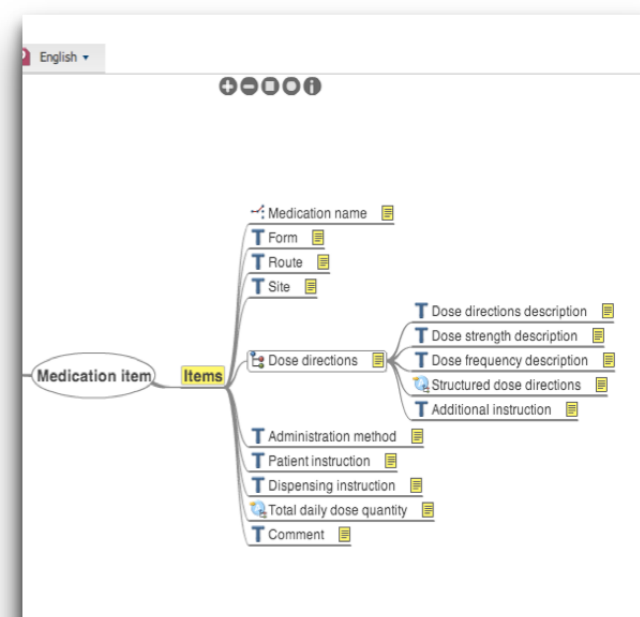 English
Medication name
Form
Route
Site
Dose directions
Dose directions description
Dose strength description
Dose frequency description
Structured dose directions
Additional instruction
Medication item
Items
Administration method
Patient instruction
Dispensing instruction
Total daily dose quantity
Comment